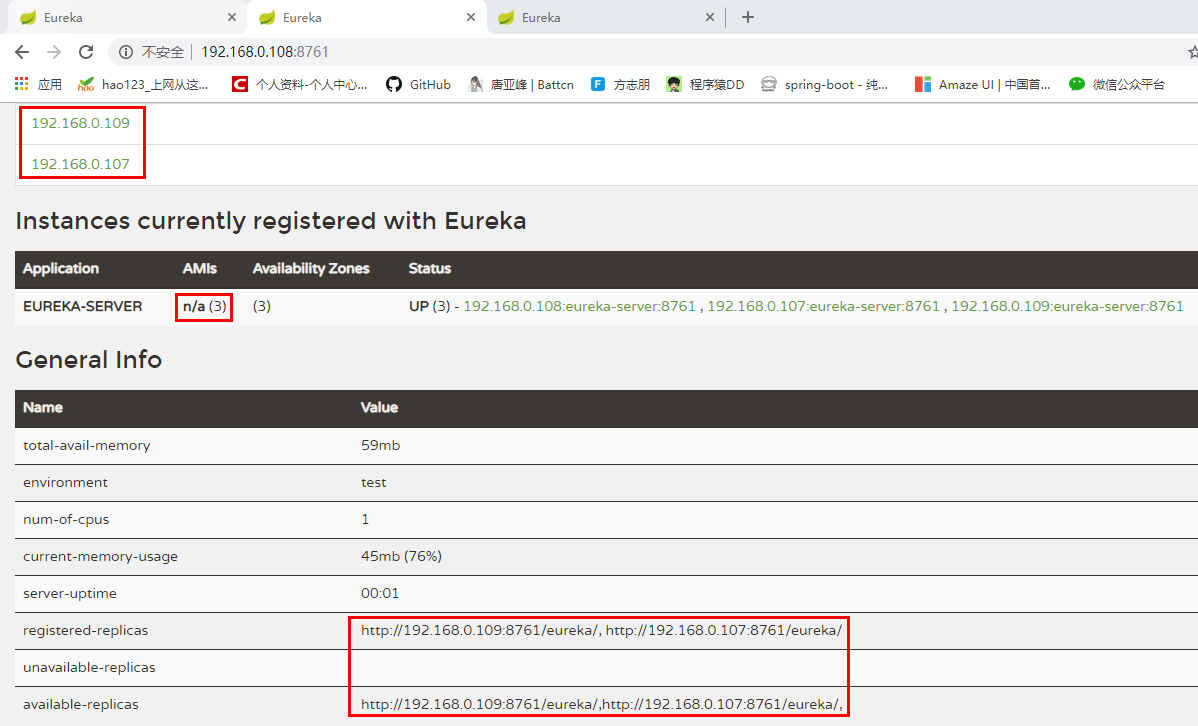 Eureka Eureka Eureka
不安全 192.168.0.108:8761
应用 hao123_上网从这... 个人资料-个人中心... GitHub 唐亚峰 | Battcn 方志朋 程序猿DD spring-boot - 纯... Amaze UI | 中国首... 微信公众平台
192.168.0.109
192.168.0.107
Instances currently registered with Eureka
Application AMIs Availability Zones Status
EUREKA-SERVER n/a (3) (3) UP (3) - 192.168.0.108:eureka-server:8761 , 192.168.0.107:eureka-server:8761 , 192.168.0.109:eureka-server:8761
General Info
Name Value
total-avail-memory 59mb
environment test
num-of-cpus 1
current-memory-usage 45mb (76%)
server-uptime 00:01
registered-replicas http://192.168.0.109:8761/eureka/, http://192.168.0.107:8761/eureka/
unavailable-replicas
available-replicas http://192.168.0.109:8761/eureka/,http://192.168.0.107:8761/eureka/,